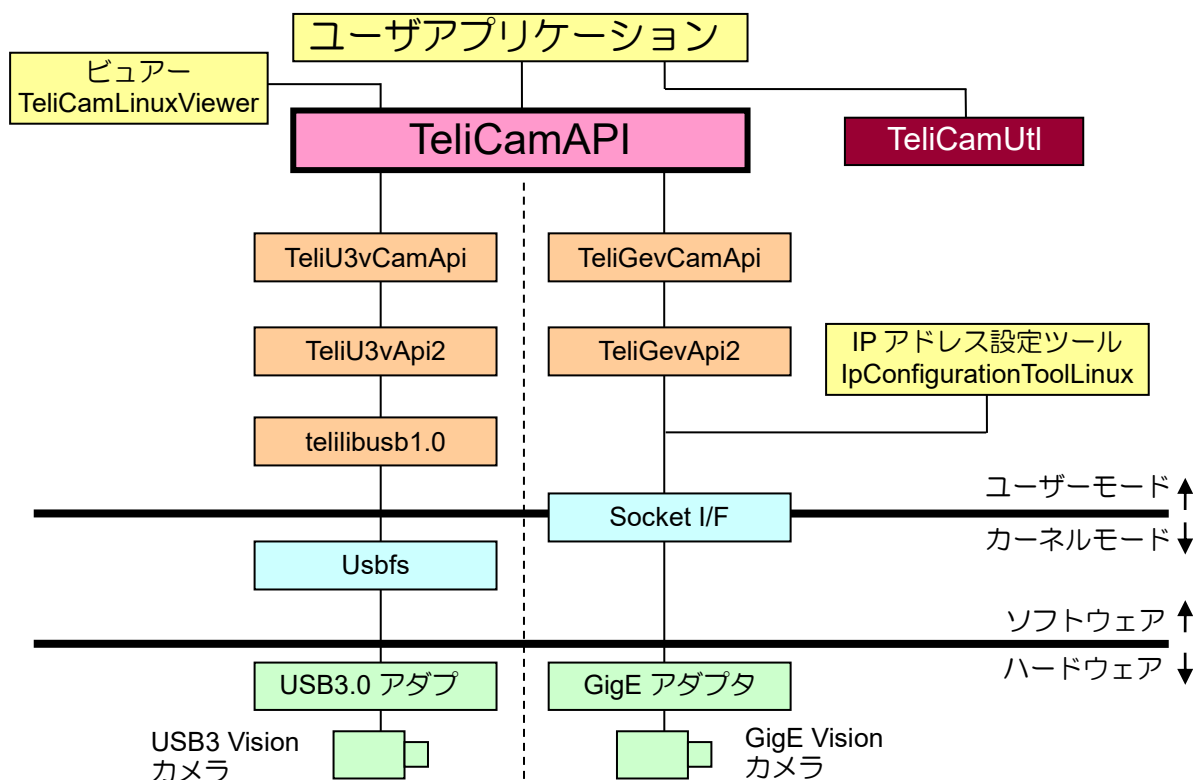 ユーザアプリケーション
ビュアー
TeliCamLinuxViewer
TeliCamAPI
TeliCamUtl
TeliU3vCamApi
TeliGevCamApi
TeliU3vApi2
TeliGevApi2
IP アドレス設定ツール
IpConfigurationToolLinux
telilibusb1.0
ユーザーモード
Socket I/F
カーネルモード
Usbfs
ソフトウェア
ハードウェア
USB3.0 アダプ
GigE アダプタ
USB3 Vision
カメラ
GigE Vision
カメラ